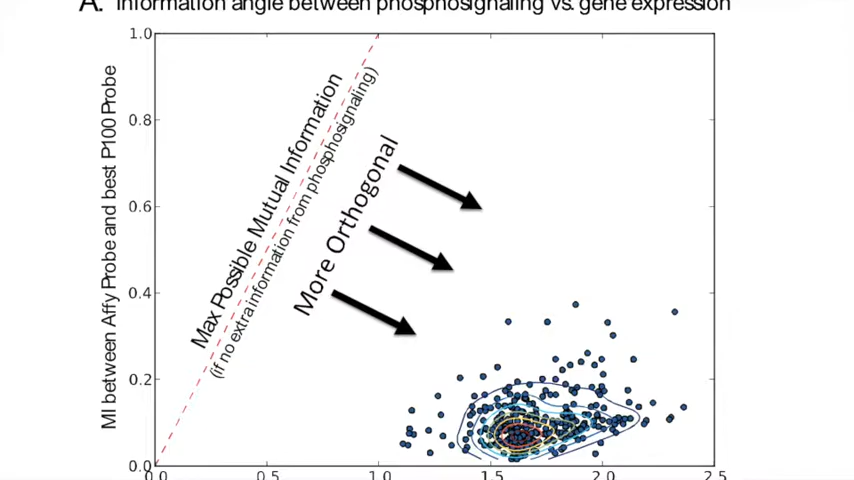 A. Information angle between phosphosignaling vs. gene expression
1.0
0.8
0.6
0.4
0.2
0.0
MI between Affy Probe and best P100 Probe
Max Possible Mutual Information
(if no extra information from phosphosignaling)
More Orthogonal
0.0 0.5 1.0 1.5 2.0 2.5